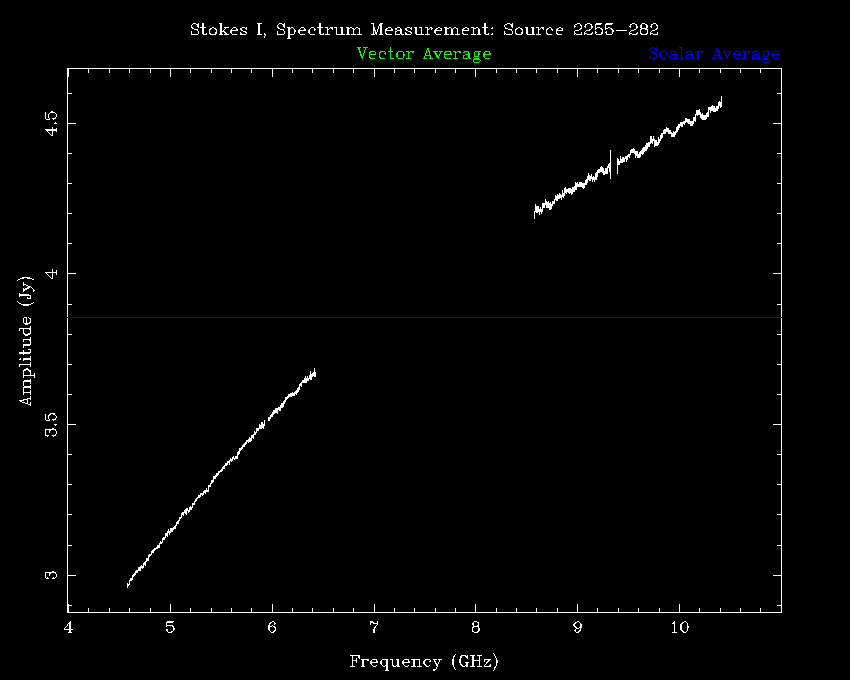 Stokes I, Spectrum Measurement: Source 2255−282
Vector Average
Scalar Average
4.5
4
3.5
3
Amplitude (Jy)
4 5 6 7 8 9 10
Frequency (GHz)